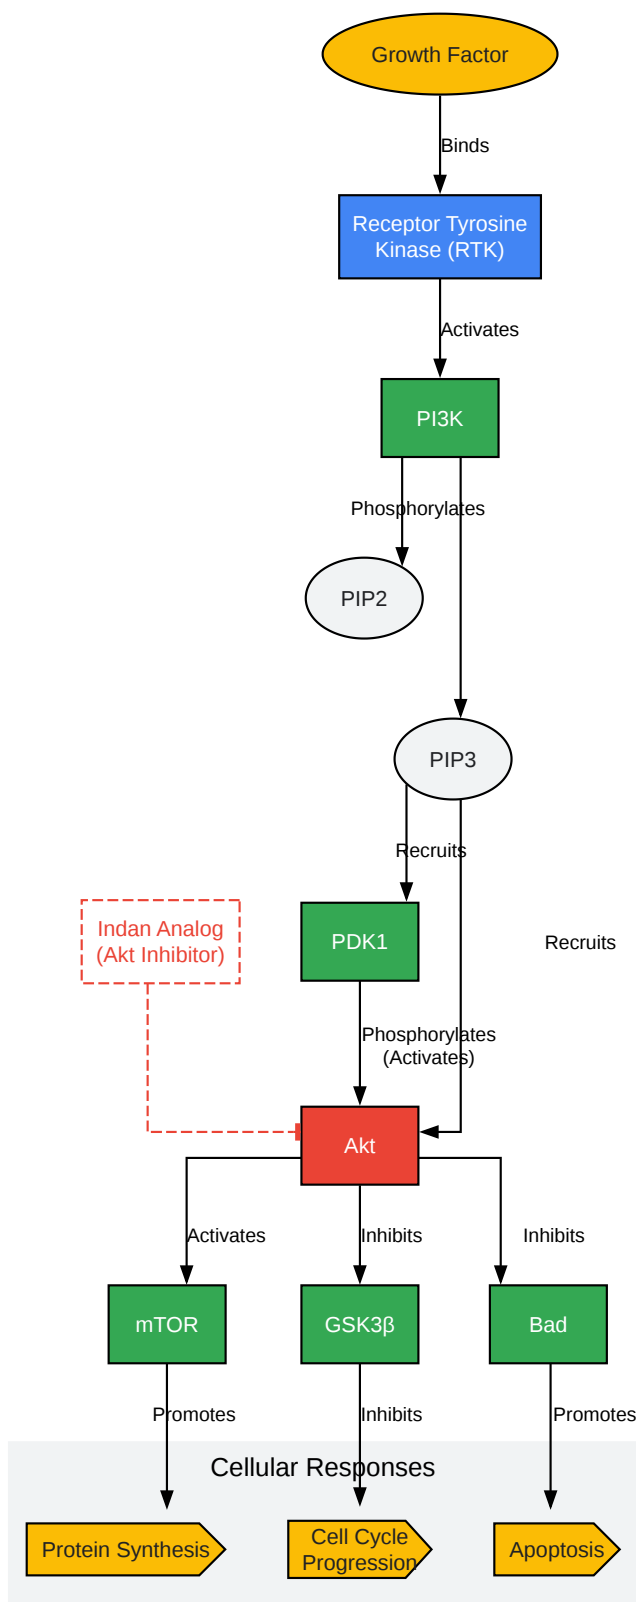 Growth Factor
Binds
Receptor Tyrosine
Kinase (RTK)
Activates
PI3K
Phosphorylates
PIP2
PIP3
Recruits
Indan Analog
(Akt Inhibitor)
PDK1
Recruits
Phosphorylates
(Activates)
Akt
Activates
Inhibits
Inhibits
mTOR
GSK3β
Bad
Promotes
Inhibits
Promotes
Cellular Responses
Protein Synthesis
Cell Cycle
Progression
Apoptosis